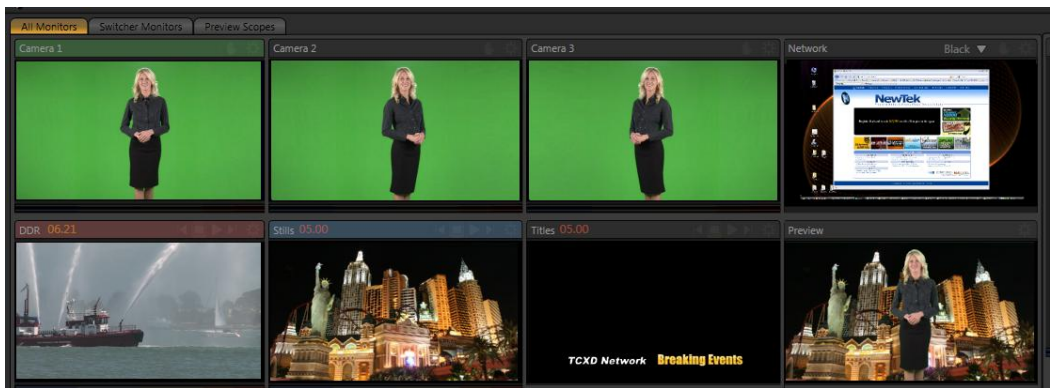 All Monitors Switcher Monitors Preview Scopes
Camera 1 Camera 2 Camera 3 Network Black
NewTek
DDR 06.21 Stills 05.00 Titles 05.00 Preview
TCXD Network Breaking Events